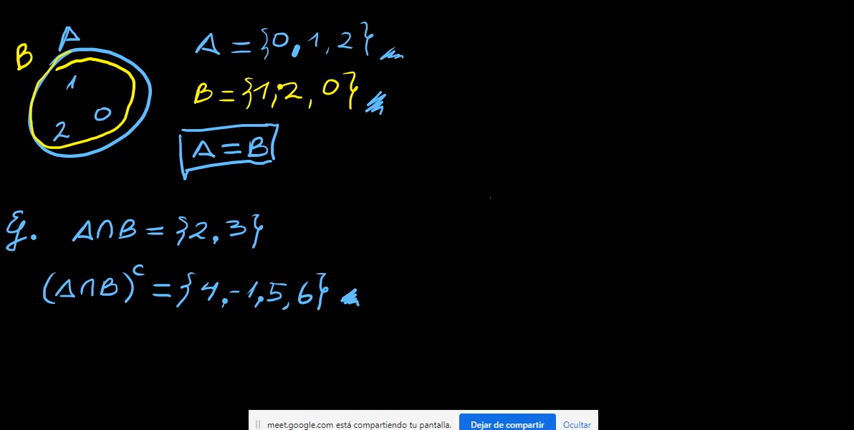 A
B
1
0
2
A = {0, 1, 2}
B = {1, 2, 0}
A = B
g. A∩B = {2, 3}
(A∩B)ᶜ = {4, -1, 5, 6}
meet.google.com está compartiendo tu pantalla. Dejar de compartir Ocultar